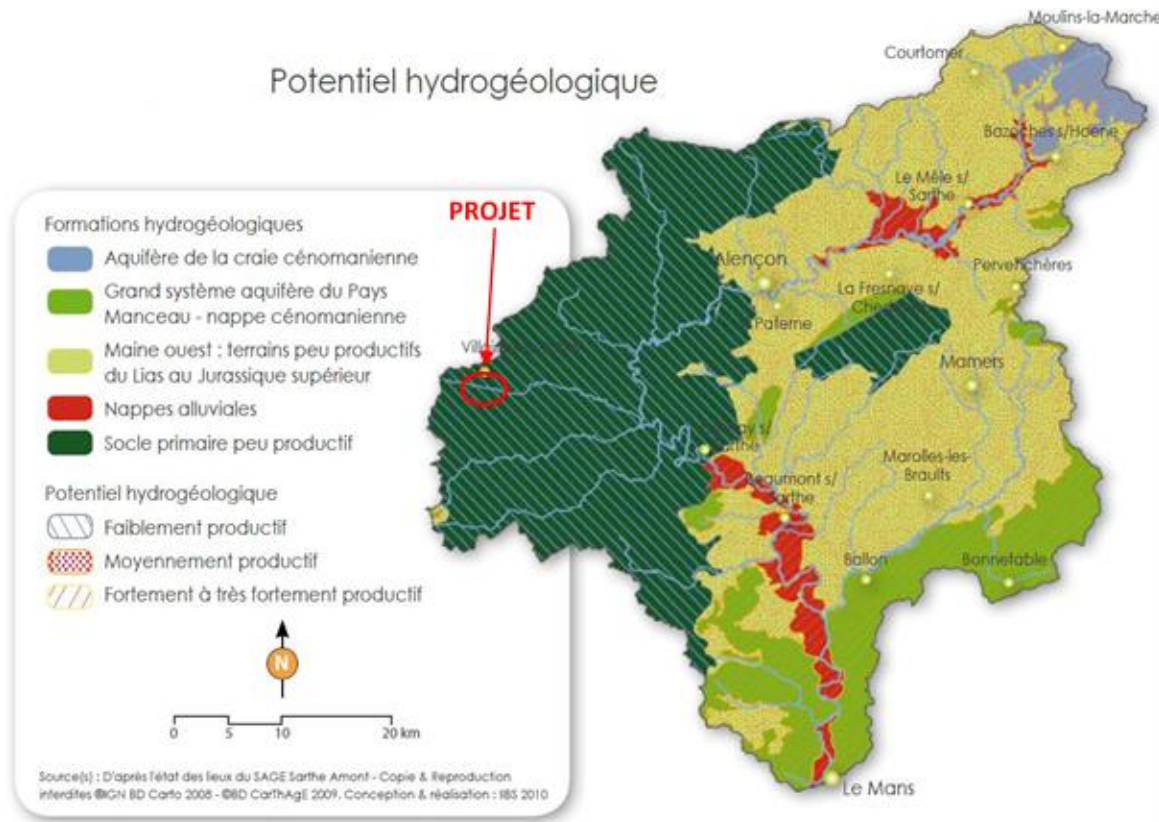 Potentiel hydrogéologique
Moulins-la-Marche
Courtomer
Bazoches s/Hoëne
Le Mêle s/
Sarthe
PROJET
Alençon
Pervenchères
La Fresnaye s/
Paterne
Mamers
Marolles-les-
Braults
Beaumont s/
Sarthe
Ballon
Bonnétable
Le Mans
Formations hydrogéologiques
Aquifère de la craie cénomanienne
Grand système aquifère du Pays
Manceau - nappe cénomanienne
Maine ouest : terrains peu productifs
du Lias au Jurassique supérieur
Nappes alluviales
Socle primaire peu productif
Potentiel hydrogéologique
Faiblement productif
Moyennement productif
Fortement à très fortement productif
N
0 5 10 20 km
Source(s) : D'après l'état des lieux du SAGE Sarthe Amont - Copie & Reproduction
interdites ©IGN BD Carto 2008 - ©BD CarThAgE 2009. Conception & réalisation : IIBS 2010